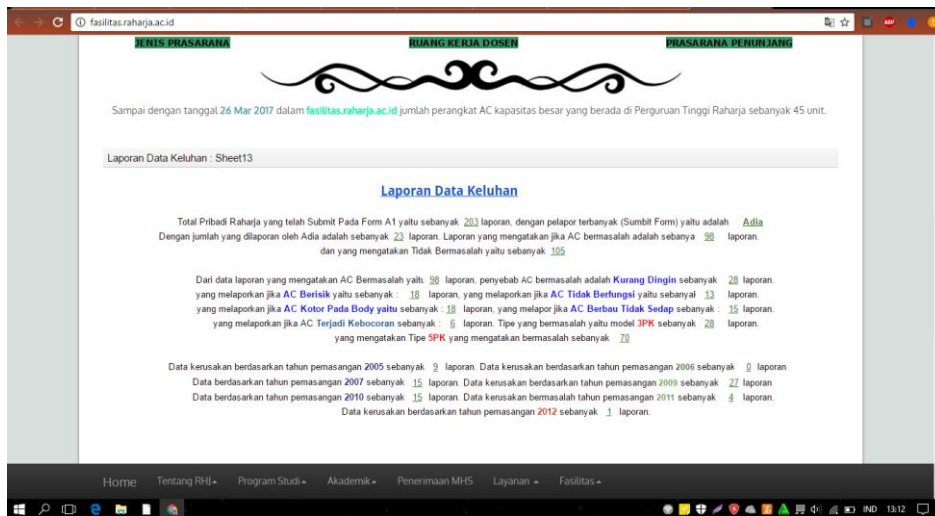 fasilitas.raharja.ac.id
JENIS PRASARANA RUANG KERJA DOSEN PRASARANA PENUNJANG
Sampai dengan tanggal 26 Mar 2017 dalam fasilitas.raharja.ac.id jumlah perangkat AC kapasitas besar yang berada di Perguruan Tinggi Raharja sebanyak 45 unit.
Laporan Data Keluhan : Sheet13
Laporan Data Keluhan
Total Pribadi Raharja yang telah Submit Pada Form A1 yaitu sebanyak 203 laporan, dengan pelapor terbanyak (Sumbit Form) yaitu adalah Adia
Dengan jumlah yang dilaporan oleh Adia adalah sebanyak 23 laporan. Laporan yang mengatakan jika AC bermasalah adalah sebanya 98 laporan.
dan yang mengatakan Tidak Bermasalah yaitu sebanyak 105
Dari data laporan yang mengatakan AC Bermasalah yaitu 98 laporan, penyebab AC bermasalah adalah Kurang Dingin sebanyak 28 laporan.
yang melaporkan jika AC Berisik yaitu sebanyak : 18 laporan, yang melaporkan jika AC Tidak Berfungsi yaitu sebanyal 13 laporan.
yang melaporkan jika AC Kotor Pada Body yaitu sebanyak : 18 laporan, yang melapor jika AC Berbau Tidak Sedap sebanyak : 15 laporan.
yang melaporkan jika AC Terjadi Kebocoran sebanyak : 6 laporan. Tipe yang bermasalah yaitu model 3PK sebanyak 28 laporan.
yang mengatakan Tipe 5PK yang mengatakan bermasalah sebanyak 70
Data kerusakan berdasarkan tahun pemasangan 2005 sebanyak 9 laporan. Data kerusakan berdasarkan tahun pemasangan 2006 sebanyak 0 laporan
Data berdasarkan tahun pemasangan 2007 sebanyak 15 laporan. Data kerusakan berdasarkan tahun pemasangan 2009 sebanyak 27 laporan
Data berdasarkan tahun pemasangan 2010 sebanyak 15 laporan. Data kerusakan bermasalah tahun pemasangan 2011 sebanyak 4 laporan.
Data kerusakan berdasarkan tahun pemasangan 2012 sebanyak 1 laporan.
Home Tentang RHJ Program Studi Akademik Penerimaan MHS Layanan Fasilitas
IND 13:12